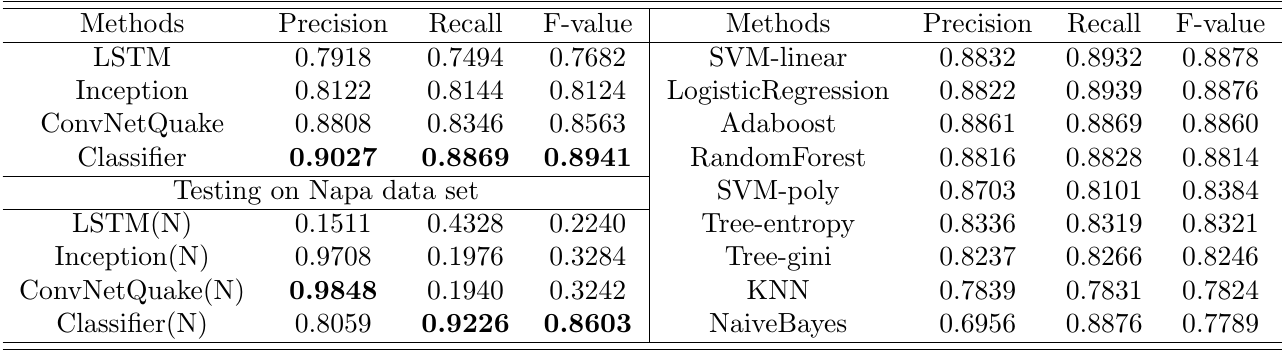 Methods Precision Recall F-value Methods Precision Recall F-value
LSTM 0.7918 0.7494 0.7682 SVM-linear 0.8832 0.8932 0.8878
Inception 0.8122 0.8144 0.8124 LogisticRegression 0.8822 0.8939 0.8876
ConvNetQuake 0.8808 0.8346 0.8563 Adaboost 0.8861 0.8869 0.8860
Classifier 0.9027 0.8869 0.8941 RandomForest 0.8816 0.8828 0.8814
Testing on Napa data set SVM-poly 0.8703 0.8101 0.8384
LSTM(N) 0.1511 0.4328 0.2240 Tree-entropy 0.8336 0.8319 0.8321
Inception(N) 0.9708 0.1976 0.3284 Tree-gini 0.8237 0.8266 0.8246
ConvNetQuake(N) 0.9848 0.1940 0.3242 KNN 0.7839 0.7831 0.7824
Classifier(N) 0.8059 0.9226 0.8603 NaiveBayes 0.6956 0.8876 0.7789